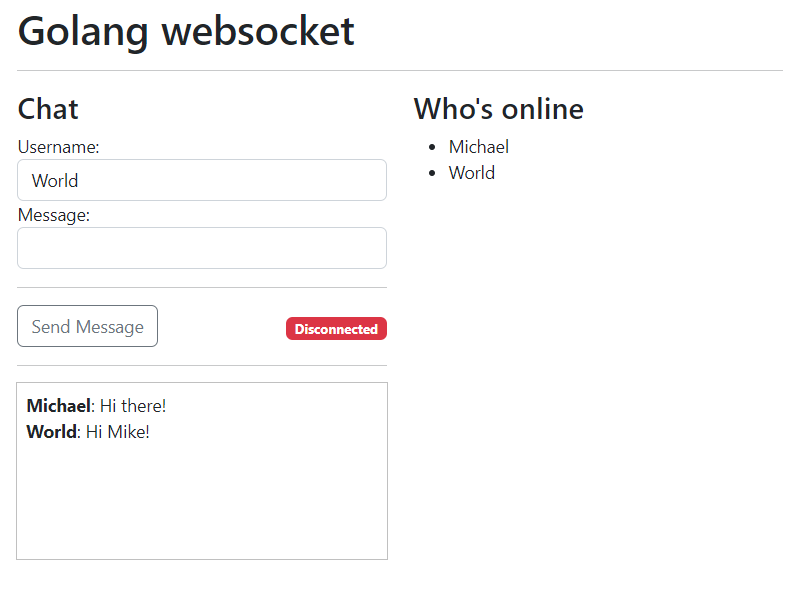 Golang websocket
Chat
Username:
World
Message:
Send Message
Disconnected
Michael: Hi there!
World: Hi Mike!
Who's online
Michael
World